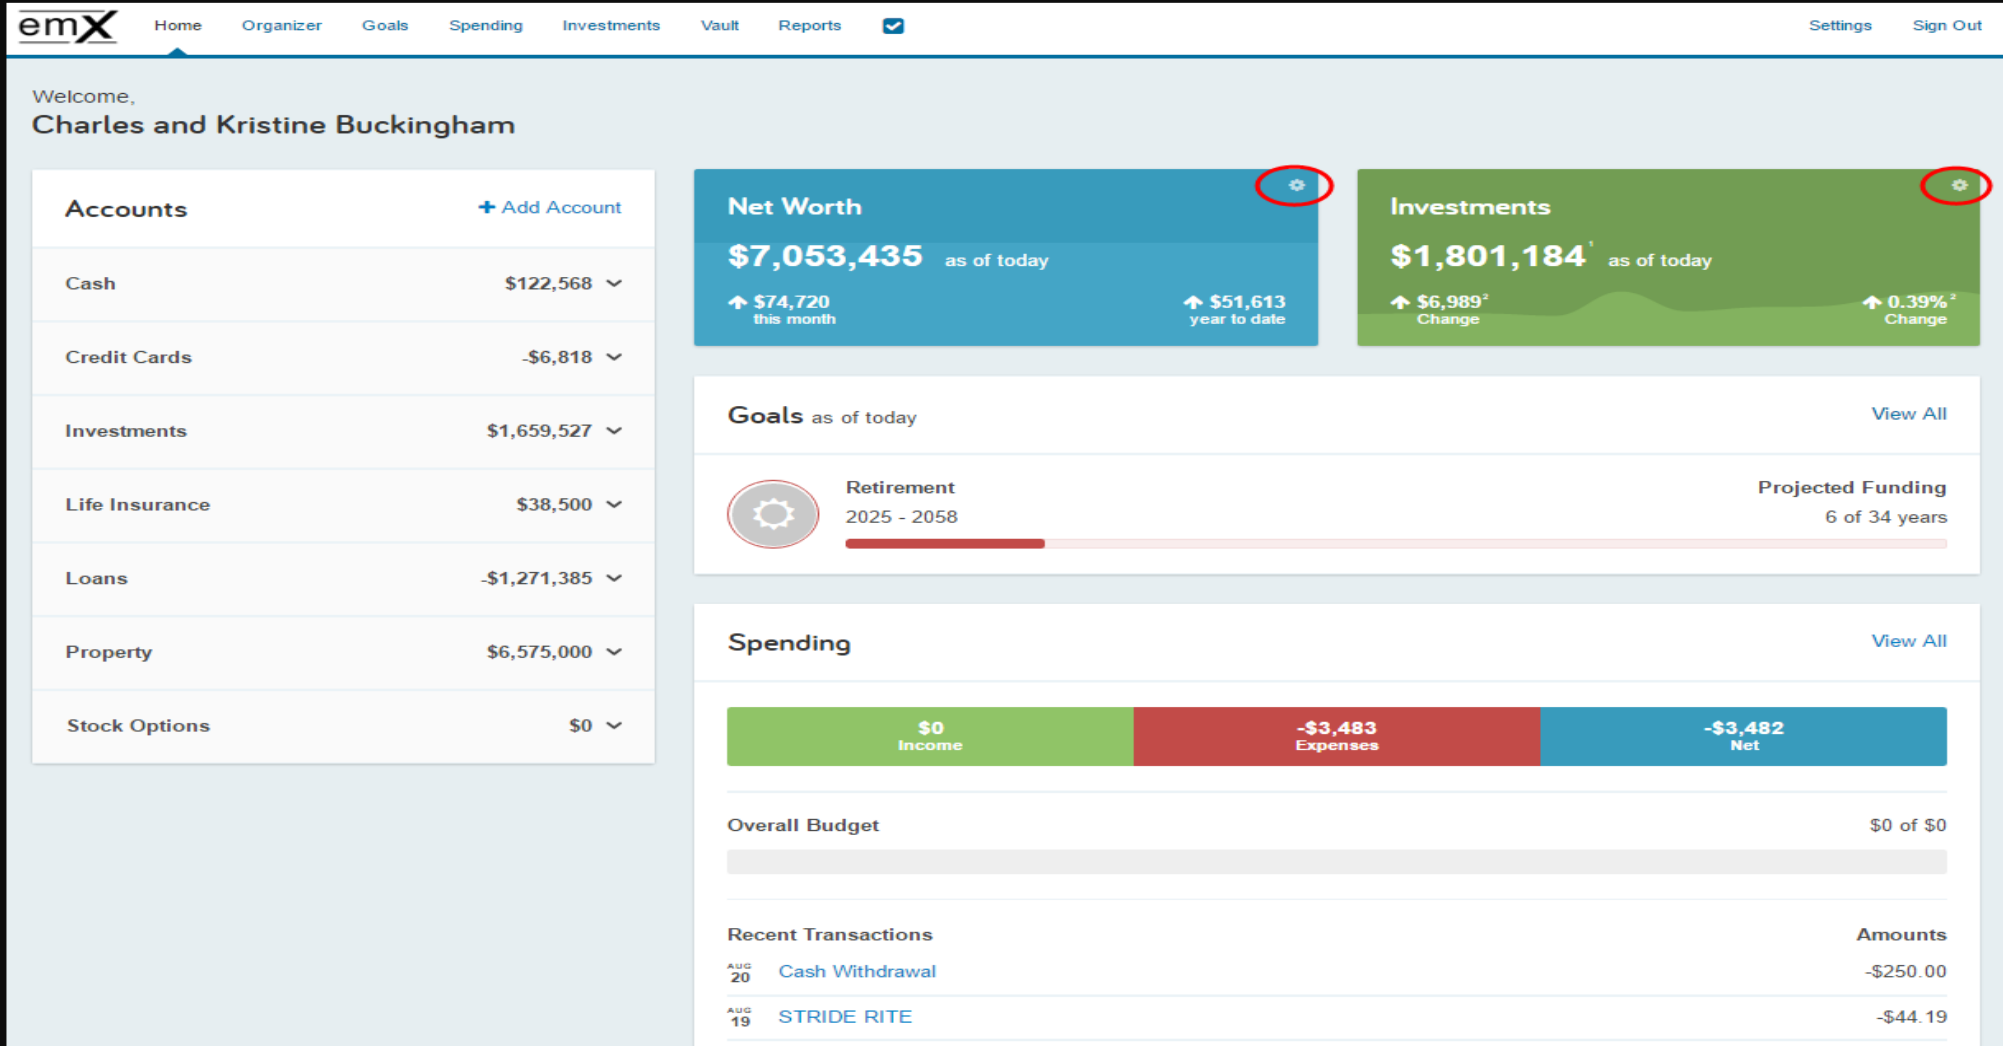 emX Home Organizer Goals Spending Investments Vault Reports Settings Sign Out
Welcome,
Charles and Kristine Buckingham
Accounts + Add Account
Cash $122,568
Credit Cards -$6,818
Investments $1,659,527
Life Insurance $38,500
Loans -$1,271,385
Property $6,575,000
Stock Options $0
Net Worth
$7,053,435 as of today
$74,720 $51,613
this month year to date
Investments
$1,801,184¹ as of today
$6,989² 0.39%²
Change Change
Goals as of today View All
Retirement Projected Funding
2025 - 2058 6 of 34 years
Spending View All
$0 -$3,483 -$3,482
Income Expenses Net
Overall Budget $0 of $0
Recent Transactions Amounts
AUG
20 Cash Withdrawal -$250.00
AUG
19 STRIDE RITE -$44.19